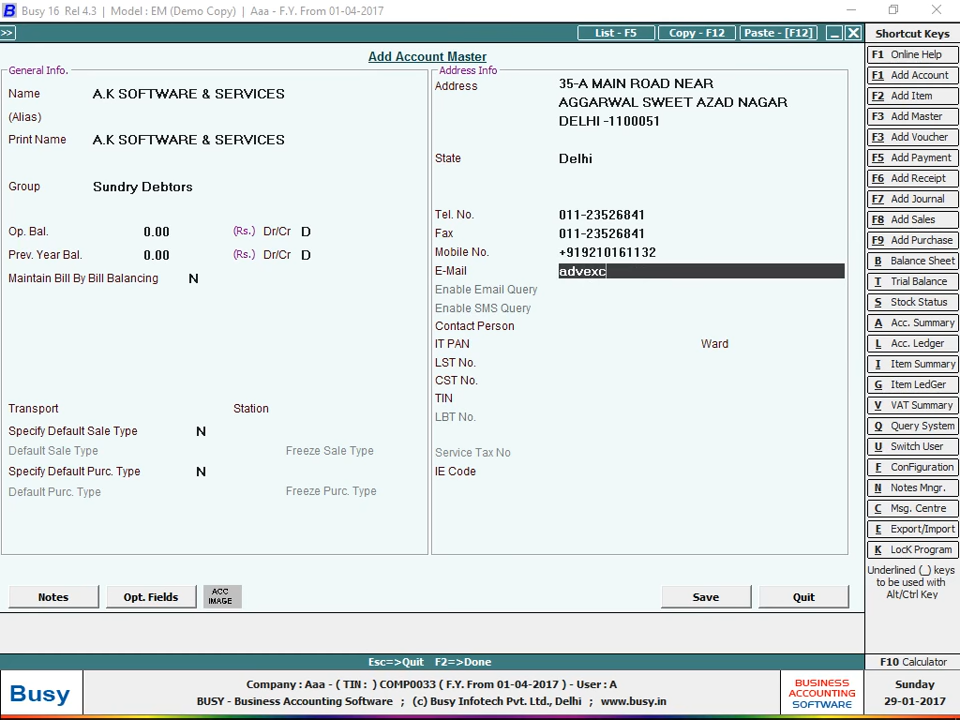 Busy 16 Rel 4.3 | Model : EM (Demo Copy) | Aaa - F.Y. From 01-04-2017
>>
List - F5
Copy - F12
Paste - [F12]
Add Account Master
General Info.
Name A.K SOFTWARE & SERVICES
(Alias)
Print Name A.K SOFTWARE & SERVICES
Group Sundry Debtors
Op. Bal. 0.00 (Rs.) Dr/Cr D
Prev. Year Bal. 0.00 (Rs.) Dr/Cr D
Maintain Bill By Bill Balancing N
Transport Station
Specify Default Sale Type N
Default Sale Type Freeze Sale Type
Specify Default Purc. Type N
Default Purc. Type Freeze Purc. Type
Address Info
Address 35-A MAIN ROAD NEAR
AGGARWAL SWEET AZAD NAGAR
DELHI -1100051
State Delhi
Tel. No. 011-23526841
Fax 011-23526841
Mobile No. +919210161132
E-Mail advexc
Enable Email Query
Enable SMS Query
Contact Person
IT PAN Ward
LST No.
CST No.
TIN
LBT No.
Service Tax No
IE Code
Notes
Opt. Fields
ACC
IMAGE
Save
Quit
Esc=>Quit F2=>Done
Busy
Company : Aaa - ( TIN : ) COMP0033 ( F.Y. From 01-04-2017 ) - User : A
BUSY - Business Accounting Software ; (c) Busy Infotech Pvt. Ltd., Delhi ; www.busy.in
BUSINESS
ACCOUNTING
SOFTWARE
Shortcut Keys
F1 Online Help
F1 Add Account
F2 Add Item
F3 Add Master
F3 Add Voucher
F5 Add Payment
F6 Add Receipt
F7 Add Journal
F8 Add Sales
F9 Add Purchase
B Balance Sheet
T Trial Balance
S Stock Status
A Acc. Summary
L Acc. Ledger
I Item Summary
G Item LedGer
V VAT Summary
Q Query System
U Switch User
F ConFiguration
N Notes Mngr.
C Msg. Centre
E Export/Import
K LocK Program
Underlined (_) keys
to be used with
Alt/Ctrl Key
F10 Calculator
Sunday
29-01-2017